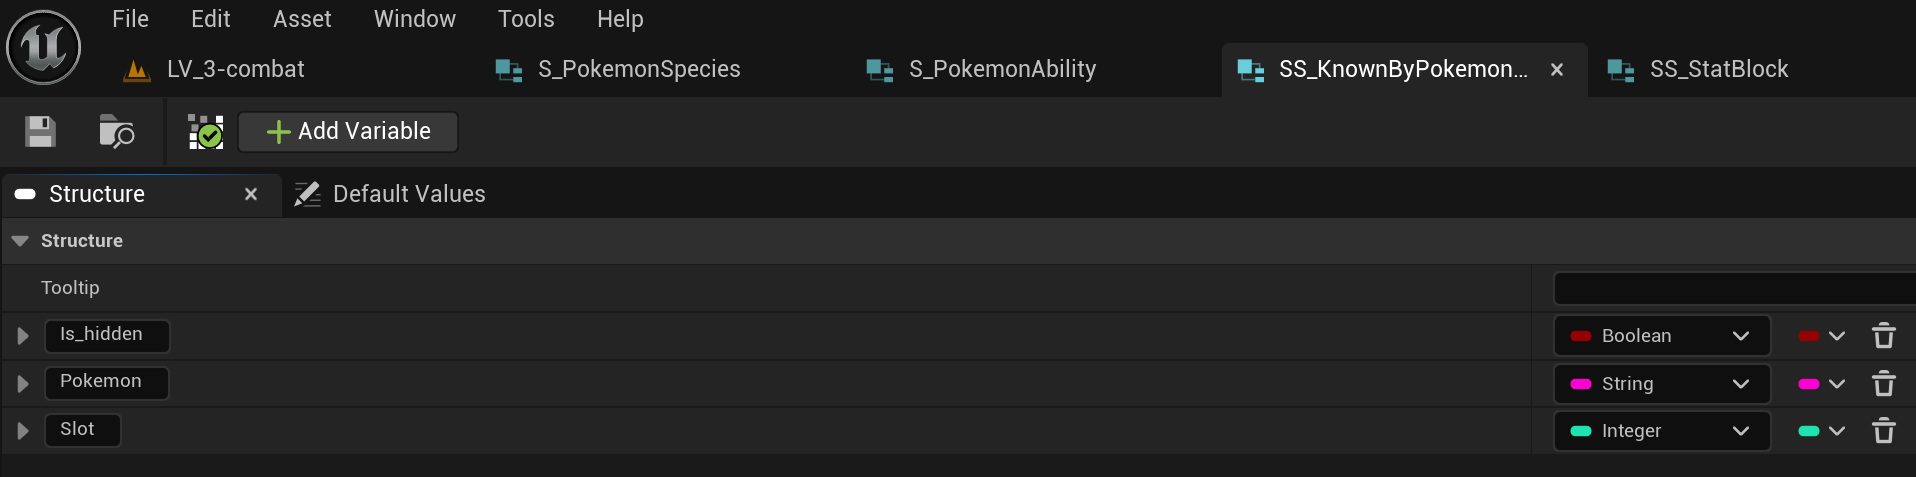 File Edit Asset Window Tools Help
LV_3-combat S_PokemonSpecies S_PokemonAbility SS_KnownByPokemon... SS_StatBlock
Add Variable
Structure Default Values
Structure
Tooltip
Is_hidden Boolean
Pokemon String
Slot Integer